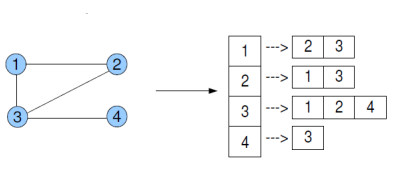 1 2
3 4
1 ---> 2 3
2 ---> 1 3
3 ---> 1 2 4
4 ---> 3